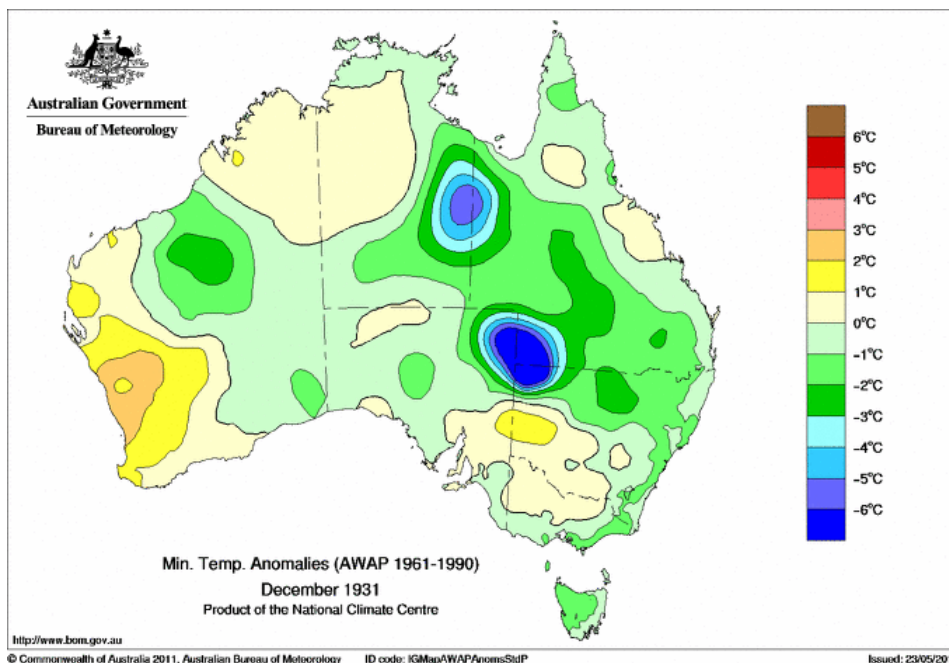 Australian Government
Bureau of Meteorology
6°C
5°C
4°C
3°C
2°C
1°C
0°C
-1°C
-2°C
-3°C
-4°C
-5°C
-6°C
Min. Temp. Anomalies (AWAP 1961-1990)
December 1931
Product of the National Climate Centre
http://www.bom.gov.au
© Commonwealth of Australia 2011, Australian Bureau of Meteorology ID code: IGMapAWAPAnomsStdP Issued: 23/05/20